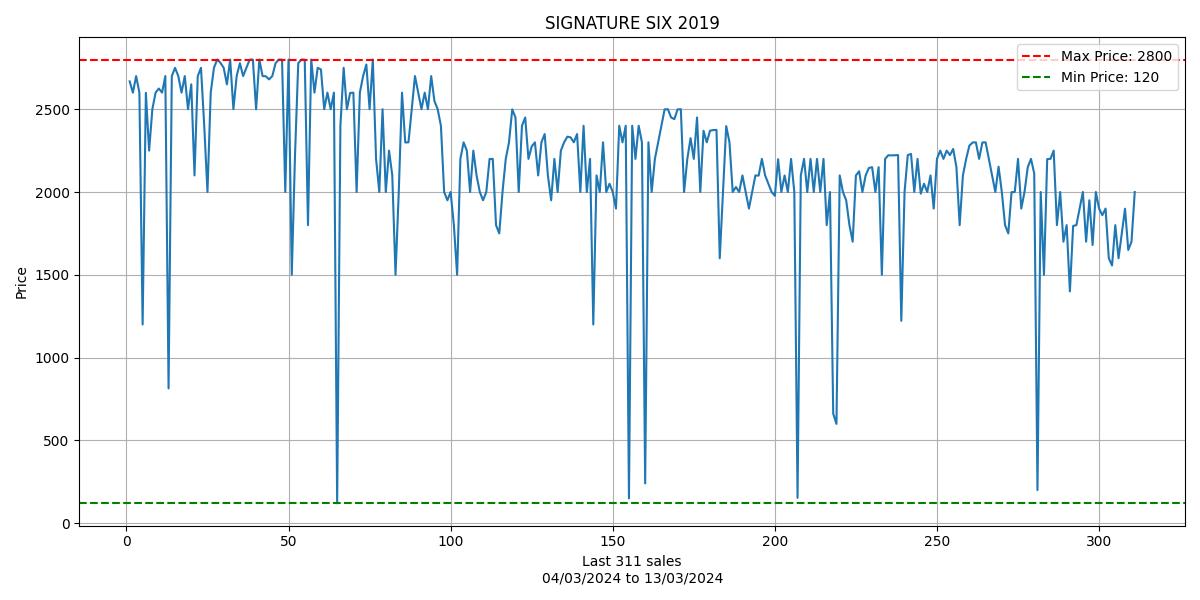 SIGNATURE SIX 2019
Max Price: 2800
Min Price: 120
Price
2500
2000
1500
1000
500
0
0 50 100 150 200 250 300
Last 311 sales
04/03/2024 to 13/03/2024